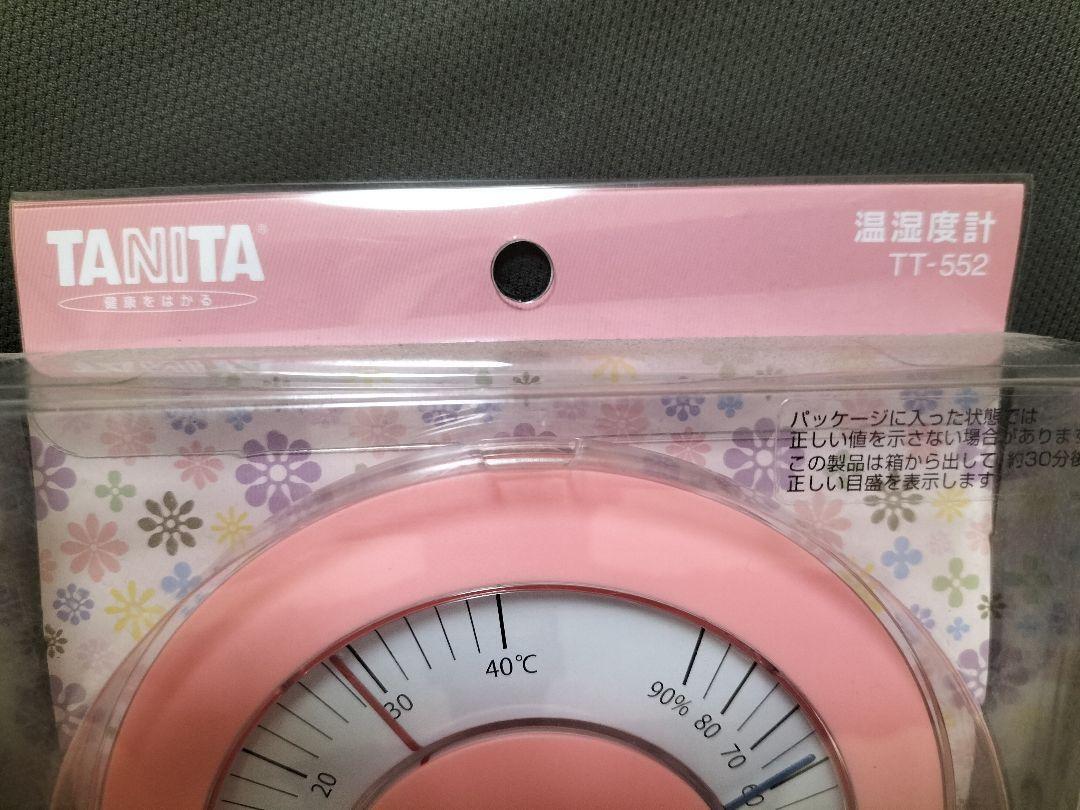 TANITA®
健康をはかる
温湿度計
TT-552
パッケージに入った状態では
正しい値を示さない場合があります
この製品は箱から出して、約30分後
正しい目盛を表示します
40℃
30
20
90%
80
70
60